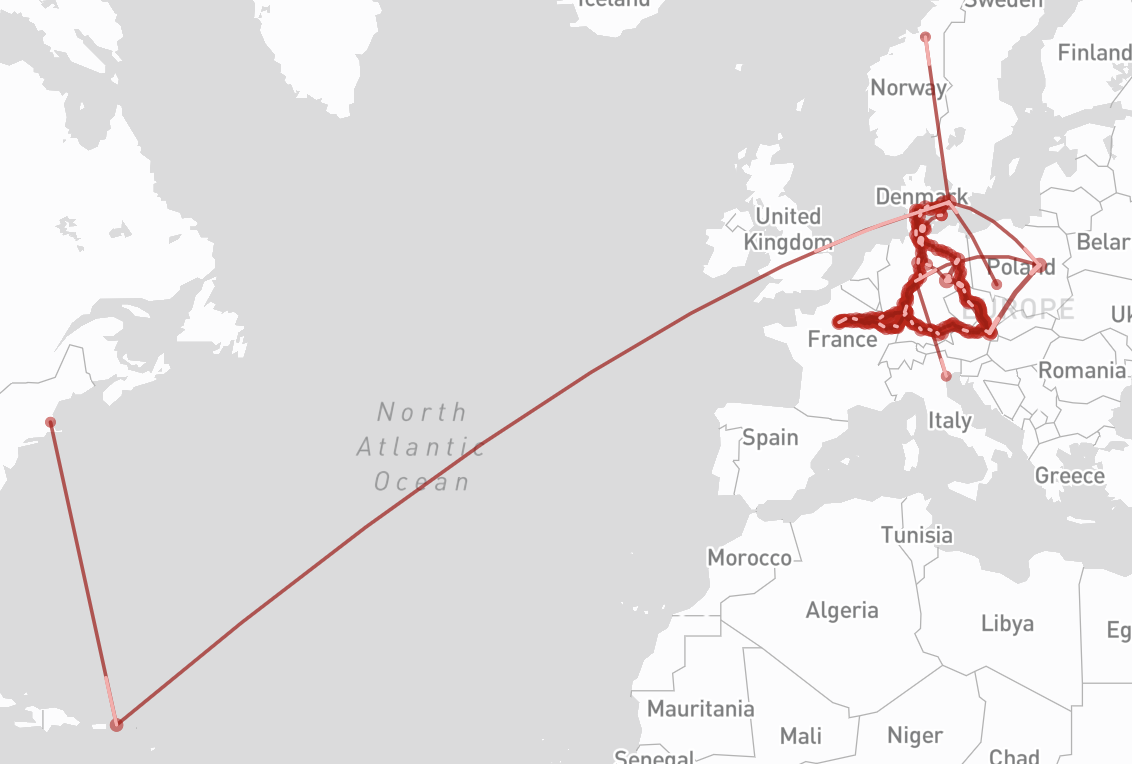 Iceland
Sweden
Finland
Norway
Denmark
United
Kingdom
Belar
Poland
EUROPE
Uk
France
Romania
North
Atlantic
Ocean
Italy
Spain
Greece
Tunisia
Morocco
Algeria
Libya
Eg
Mauritania
Mali
Niger
Senegal
Chad